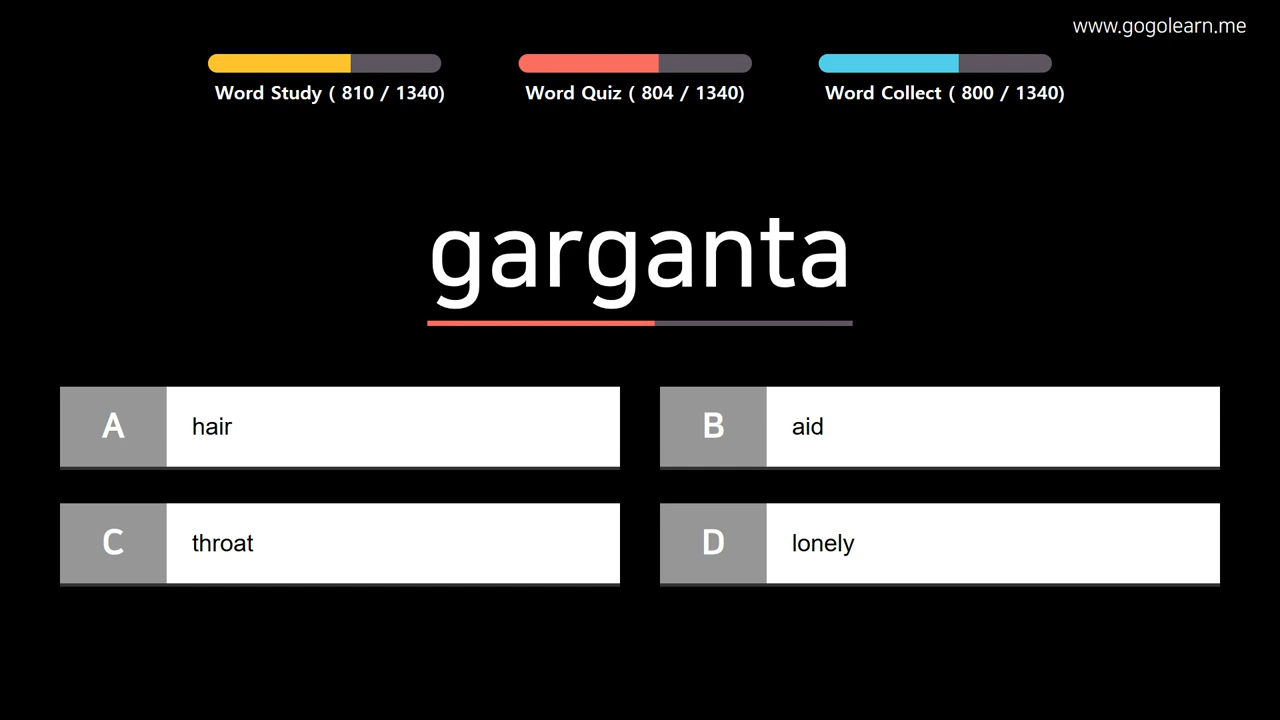 www.gogolearn.me
Word Study ( 810 / 1340)
Word Quiz ( 804 / 1340)
Word Collect ( 800 / 1340)
garganta
A hair
B aid
C throat
D lonely